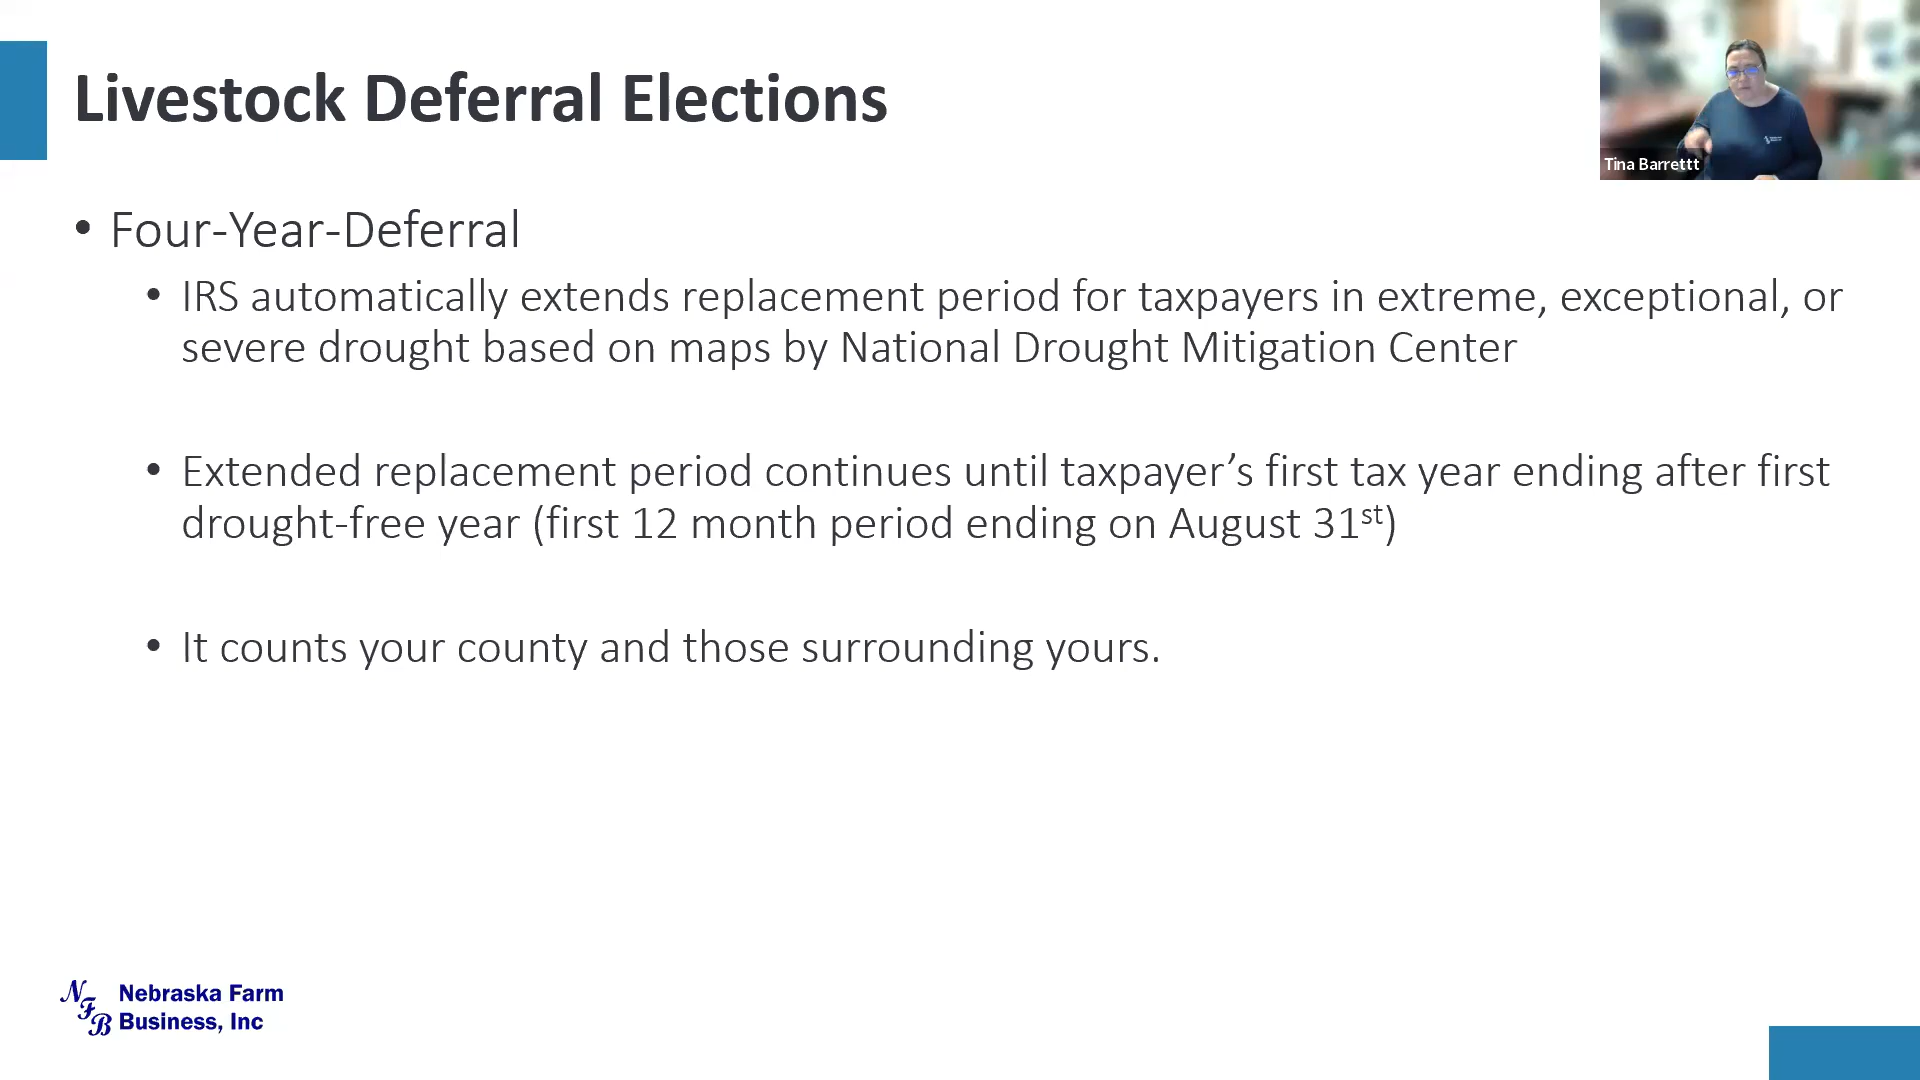 Livestock Deferral Elections
Tina Barrettt
• Four-Year-Deferral
• IRS automatically extends replacement period for taxpayers in extreme, exceptional, or
severe drought based on maps by National Drought Mitigation Center
• Extended replacement period continues until taxpayer’s first tax year ending after first
drought-free year (first 12 month period ending on August 31st)
• It counts your county and those surrounding yours.
NFB
Nebraska Farm
Business, Inc